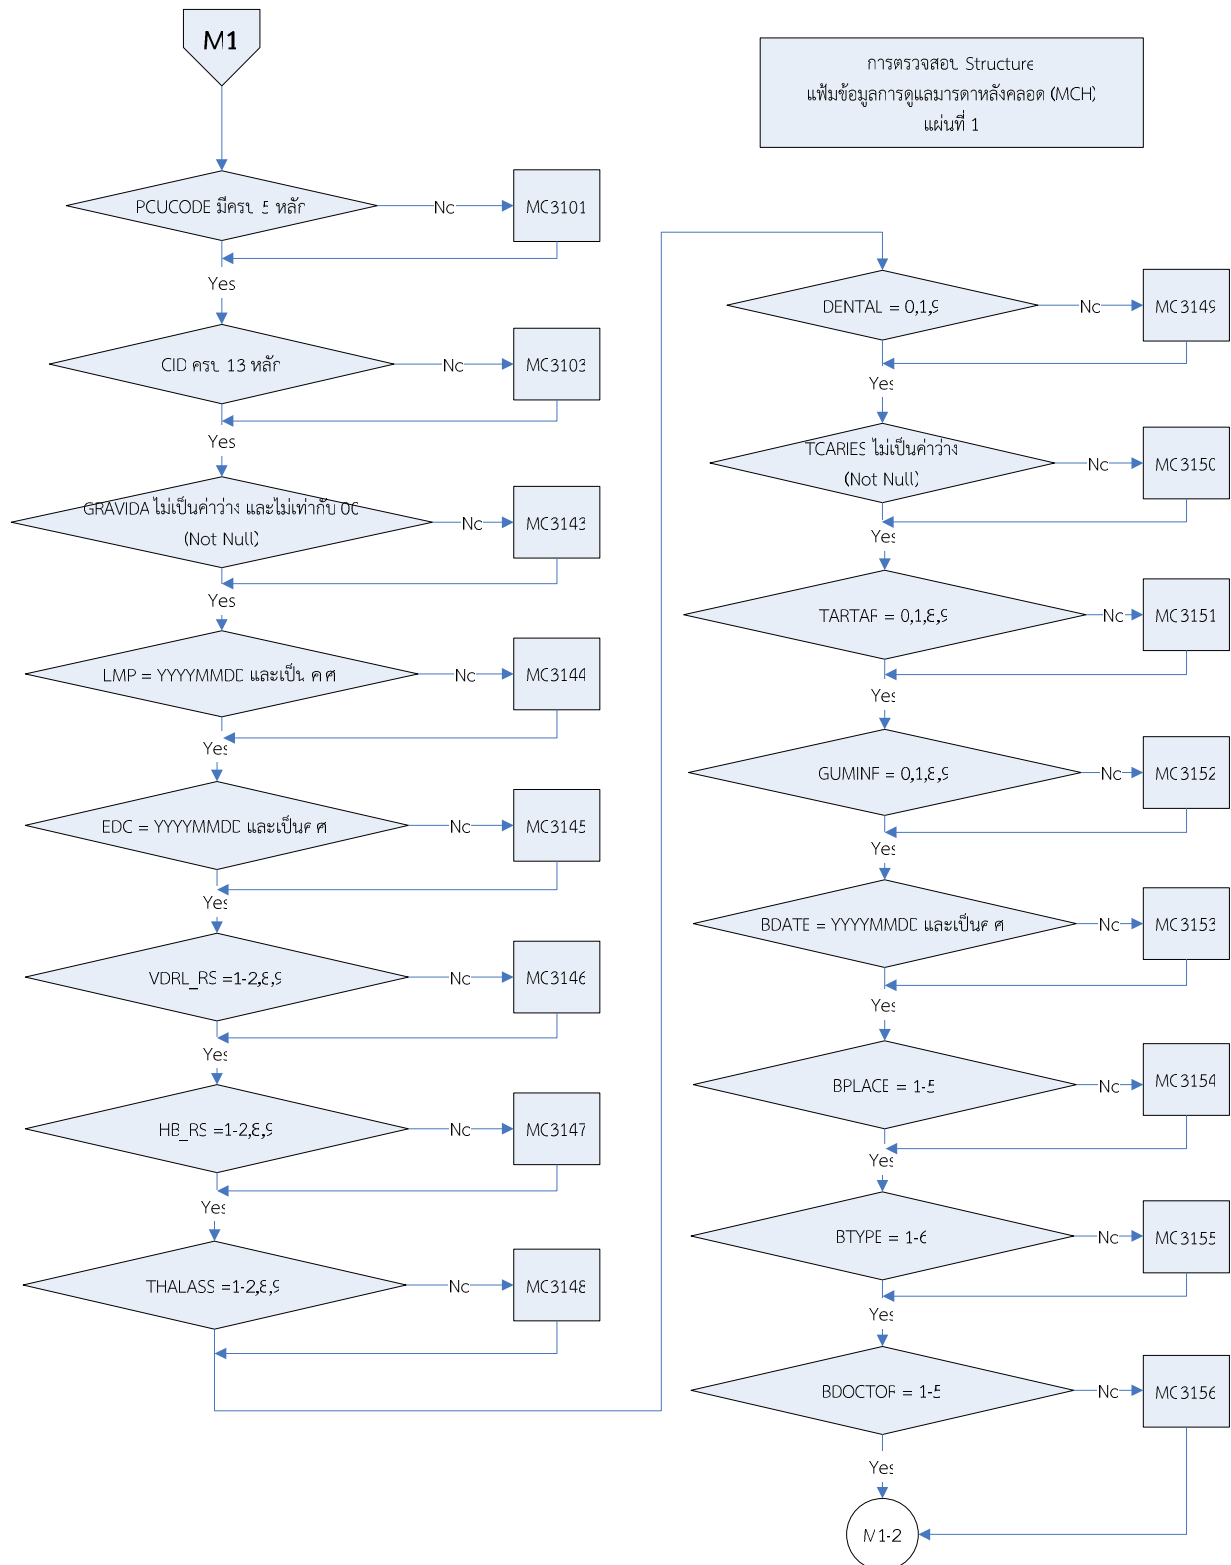 M1
การตรวจสอบ Structure
แฟ้มข้อมูลการดูแลมารดาหลังคลอด (MCH)
แผ่นที่ 1
PCUCODE มีครบ 5 หลัก
No
MC3101
Yes
CID ครบ 13 หลัก
No
MC3103
Yes
GRAVIDA ไม่เป็นค่าว่าง และไม่เท่ากับ 00
(Not Null)
No
MC3143
Yes
LMP = YYYYMMDD และเป็น ค.ศ
No
MC3144
Yes
EDC = YYYYMMDD และเป็นค.ศ
No
MC3145
Yes
VDRL_RS =1-2,8,9
No
MC3146
Yes
HB_RS =1-2,8,9
No
MC3147
Yes
THALASS =1-2,8,9
No
MC3148
DENTAL = 0,1,9
No
MC3149
Yes
TCARIES ไม่เป็นค่าว่าง
(Not Null)
No
MC3150
Yes
TARTAR = 0,1,8,9
No
MC3151
Yes
GUMINF = 0,1,8,9
No
MC3152
Yes
BDATE = YYYYMMDD และเป็นค.ศ
No
MC3153
Yes
BPLACE = 1-5
No
MC3154
Yes
BTYPE = 1-6
No
MC3155
Yes
BDOCTOR = 1-5
No
MC3156
Yes
M1-2